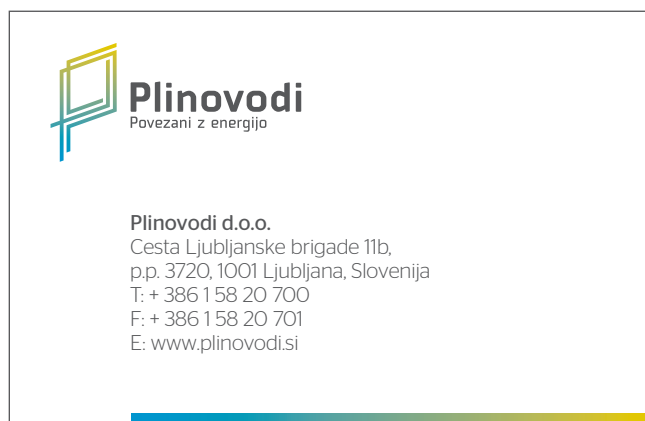 Plinovodi
Povezani z energijo
Plinovodi d.o.o.
Cesta Ljubljanske brigade 11b,
p.p. 3720, 1001 Ljubljana, Slovenija
T: + 386 1 58 20 700
F: + 386 1 58 20 701
E: www.plinovodi.si